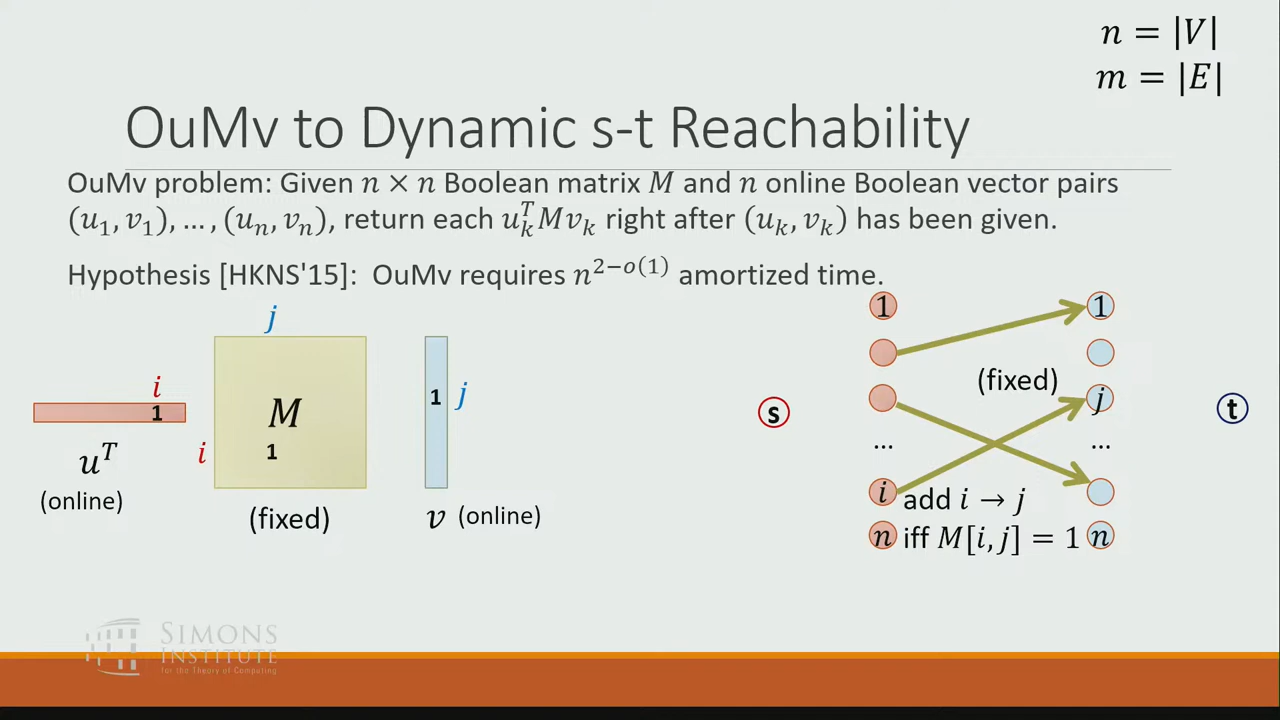 n = |V|
m = |E|
OuMv to Dynamic s-t Reachability
OuMv problem: Given n × n Boolean matrix M and n online Boolean vector pairs
(u₁, v₁), …, (uₙ, vₙ), return each uₖᵀMvₖ right after (uₖ, vₖ) has been given.
Hypothesis [HKNS'15]: OuMv requires n^{2−o(1)} amortized time.
j
i
1
uᵀ
(online)
i
M
1
(fixed)
1
j
v (online)
s
1
...
i
n
(fixed)
add i → j
iff M[i, j] = 1
1
j
...
n
t
SIMONS
INSTITUTE
for the Theory of Computing